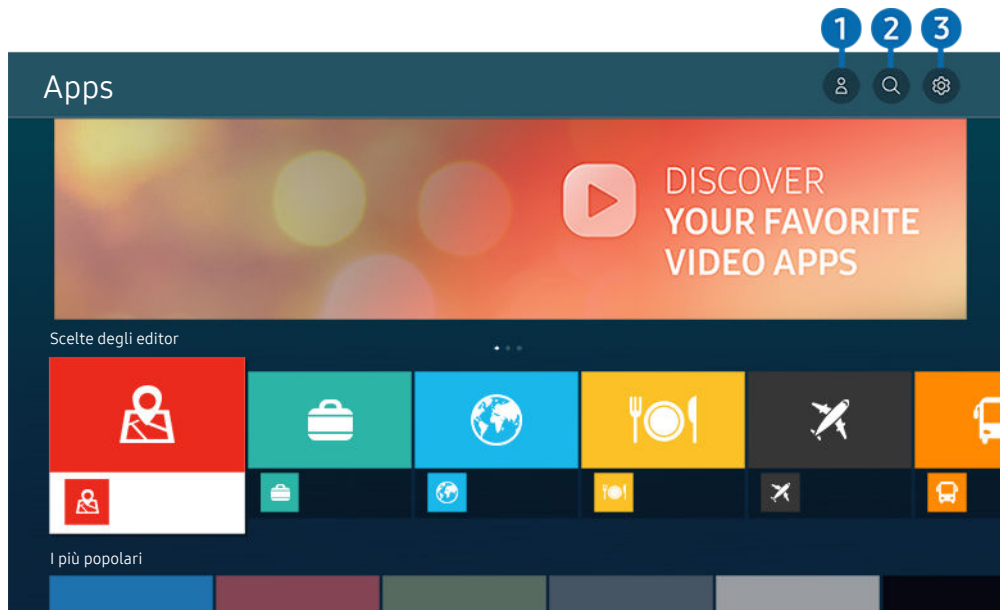 1 2 3
Apps
DISCOVER
YOUR FAVORITE
VIDEO APPS
Scelte degli editor
I più popolari